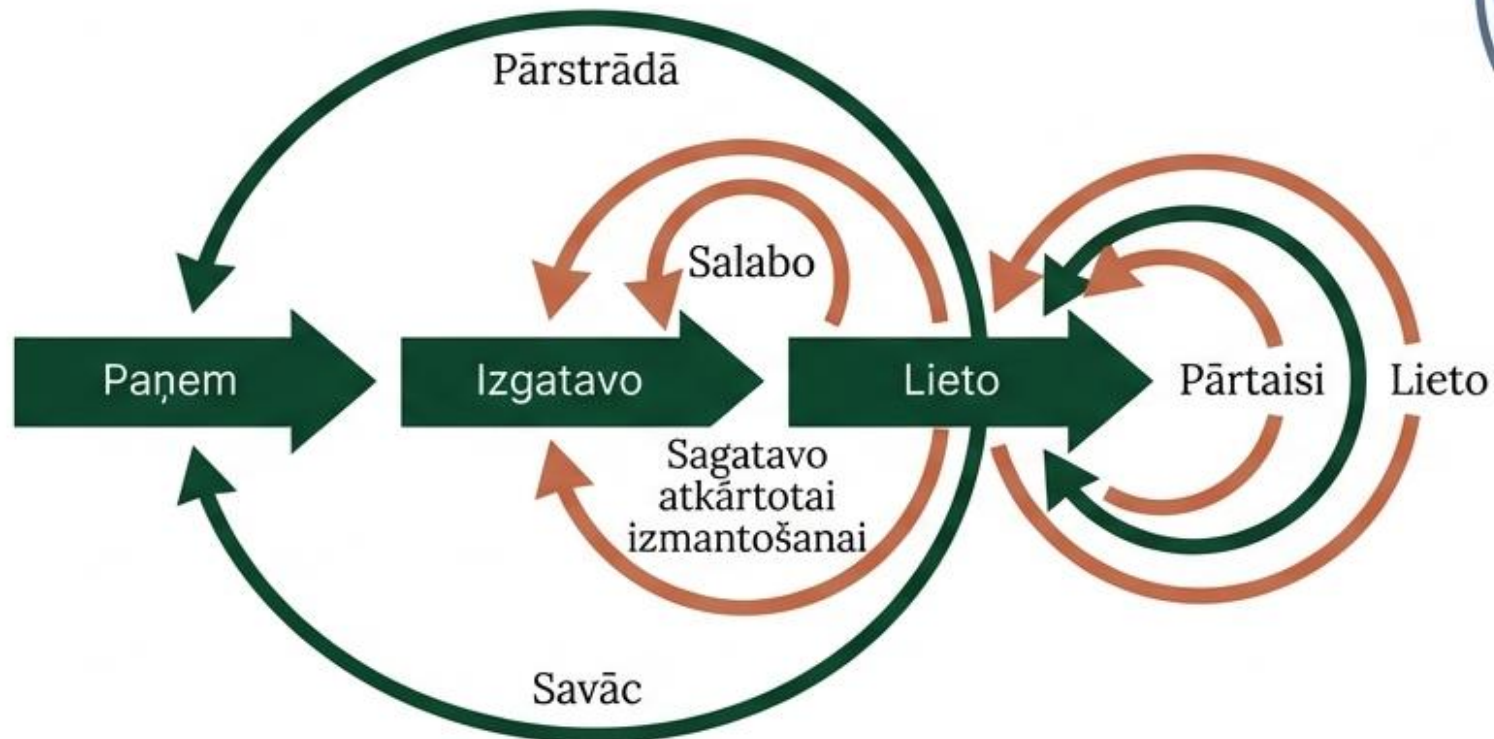 Pārstrādā
Salabo
Paņem
Izgatavo
Lieto
Pārtaisi
Lieto
Sagatavo
atkārtotai
izmantošanai
Savāc